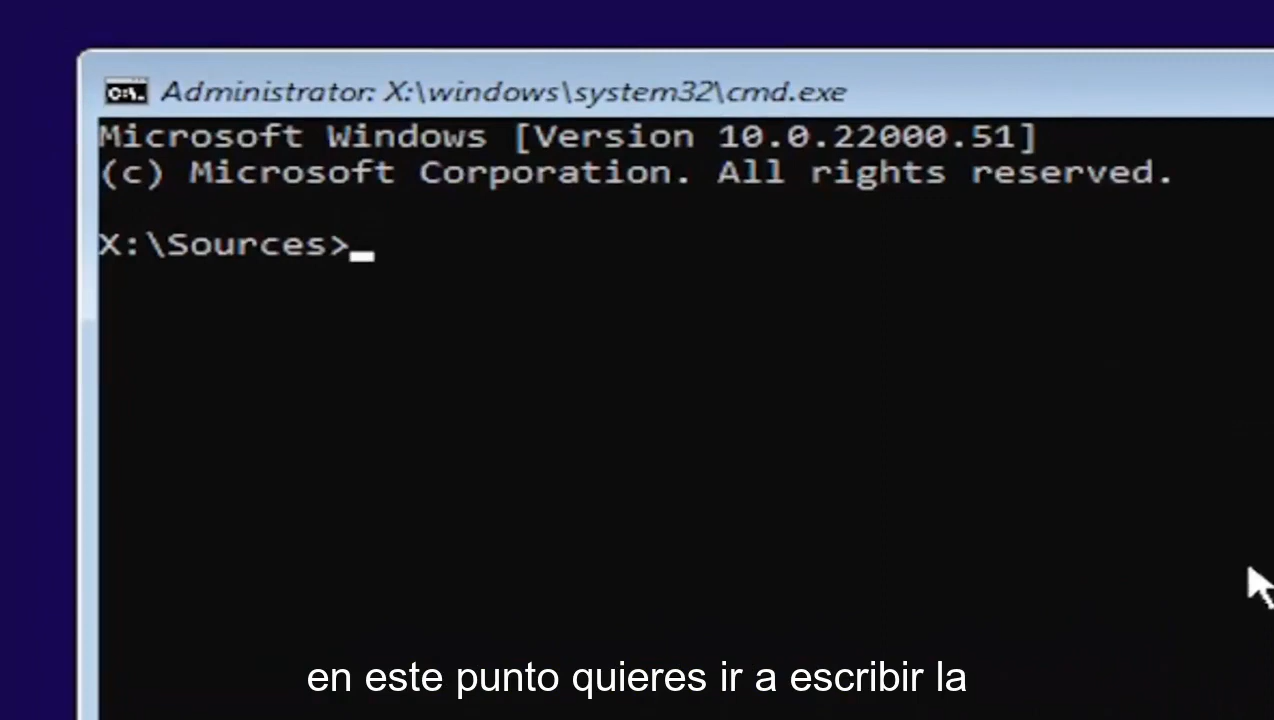 C:\.
Administrator: X:\windows\system32\cmd.exe
Microsoft Windows [Version 10.0.22000.51]
(c) Microsoft Corporation. All rights reserved.
X:\Sources>
en este punto quieres ir a escribir la